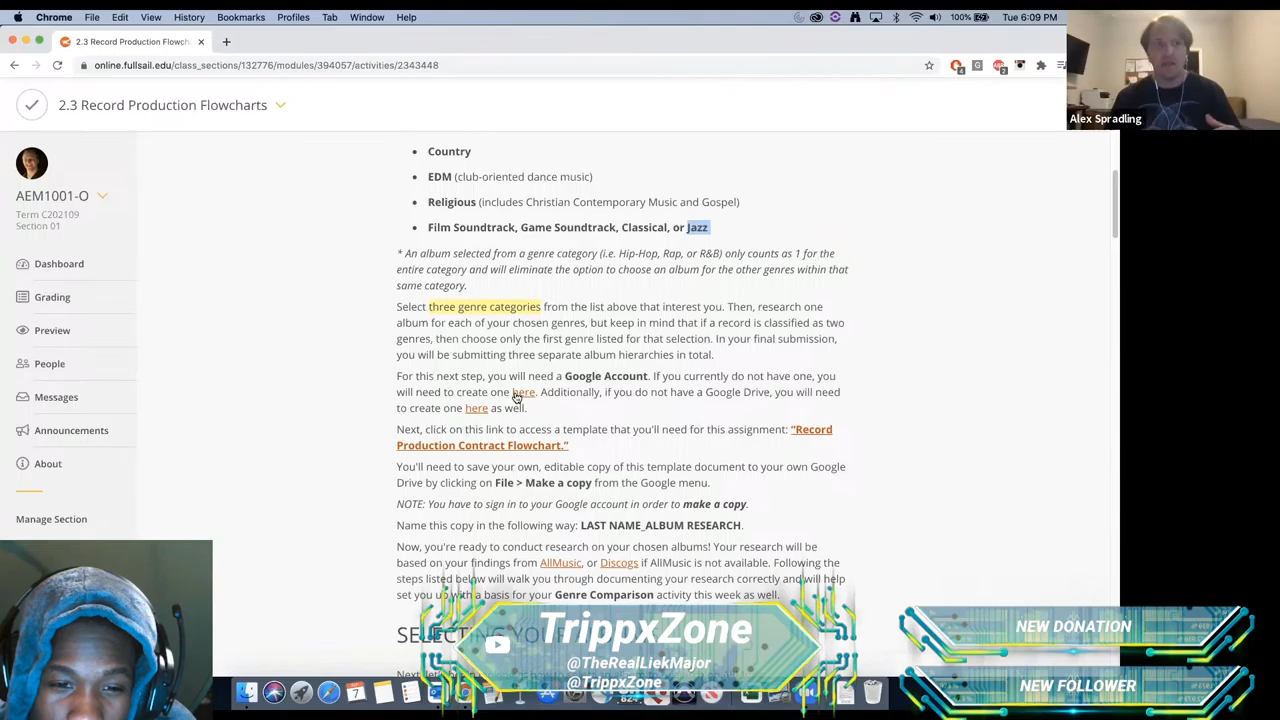 Chrome File Edit View History Bookmarks Profiles Tab Window Help
100% Tue 6:09 PM
2.3 Record Production Flowch
online.fullsail.edu/class_sections/132776/modules/394057/activities/2343448
Alex Spradling
2.3 Record Production Flowcharts
AEM1001-O
Term C202109
Section 01
Dashboard
Grading
Preview
People
Messages
Announcements
About
Manage Section
Country
EDM (club-oriented dance music)
Religious (includes Christian Contemporary Music and Gospel)
Film Soundtrack, Game Soundtrack, Classical, or Jazz
* An album selected from a genre category (i.e. Hip-Hop, Rap, or R&B) only counts as 1 for the
entire category and will eliminate the option to choose an album for the other genres within that
same category.
Select three genre categories from the list above that interest you. Then, research one
album for each of your chosen genres, but keep in mind that if a record is classified as two
genres, then choose only the first genre listed for that selection. In your final submission,
you will be submitting three separate album hierarchies in total.
For this next step, you will need a Google Account. If you currently do not have one, you
will need to create one here. Additionally, if you do not have a Google Drive, you will need
to create one here as well.
Next, click on this link to access a template that you'll need for this assignment: “Record
Production Contract Flowchart.”
You'll need to save your own, editable copy of this template document to your own Google
Drive by clicking on File > Make a copy from the Google menu.
NOTE: You have to sign in to your Google account in order to make a copy.
Name this copy in the following way: LAST NAME_ALBUM RESEARCH.
Now, you're ready to conduct research on your chosen albums! Your research will be
based on your findings from AllMusic, or Discogs if AllMusic is not available. Following the
steps listed below will walk you through documenting your research correctly and will help
set you up with a basis for your Genre Comparison activity this week as well.
SELECTING
TrippxZone
@TheRealLiekMajor
@TrippxZone
NEW DONATION
NEW FOLLOWER